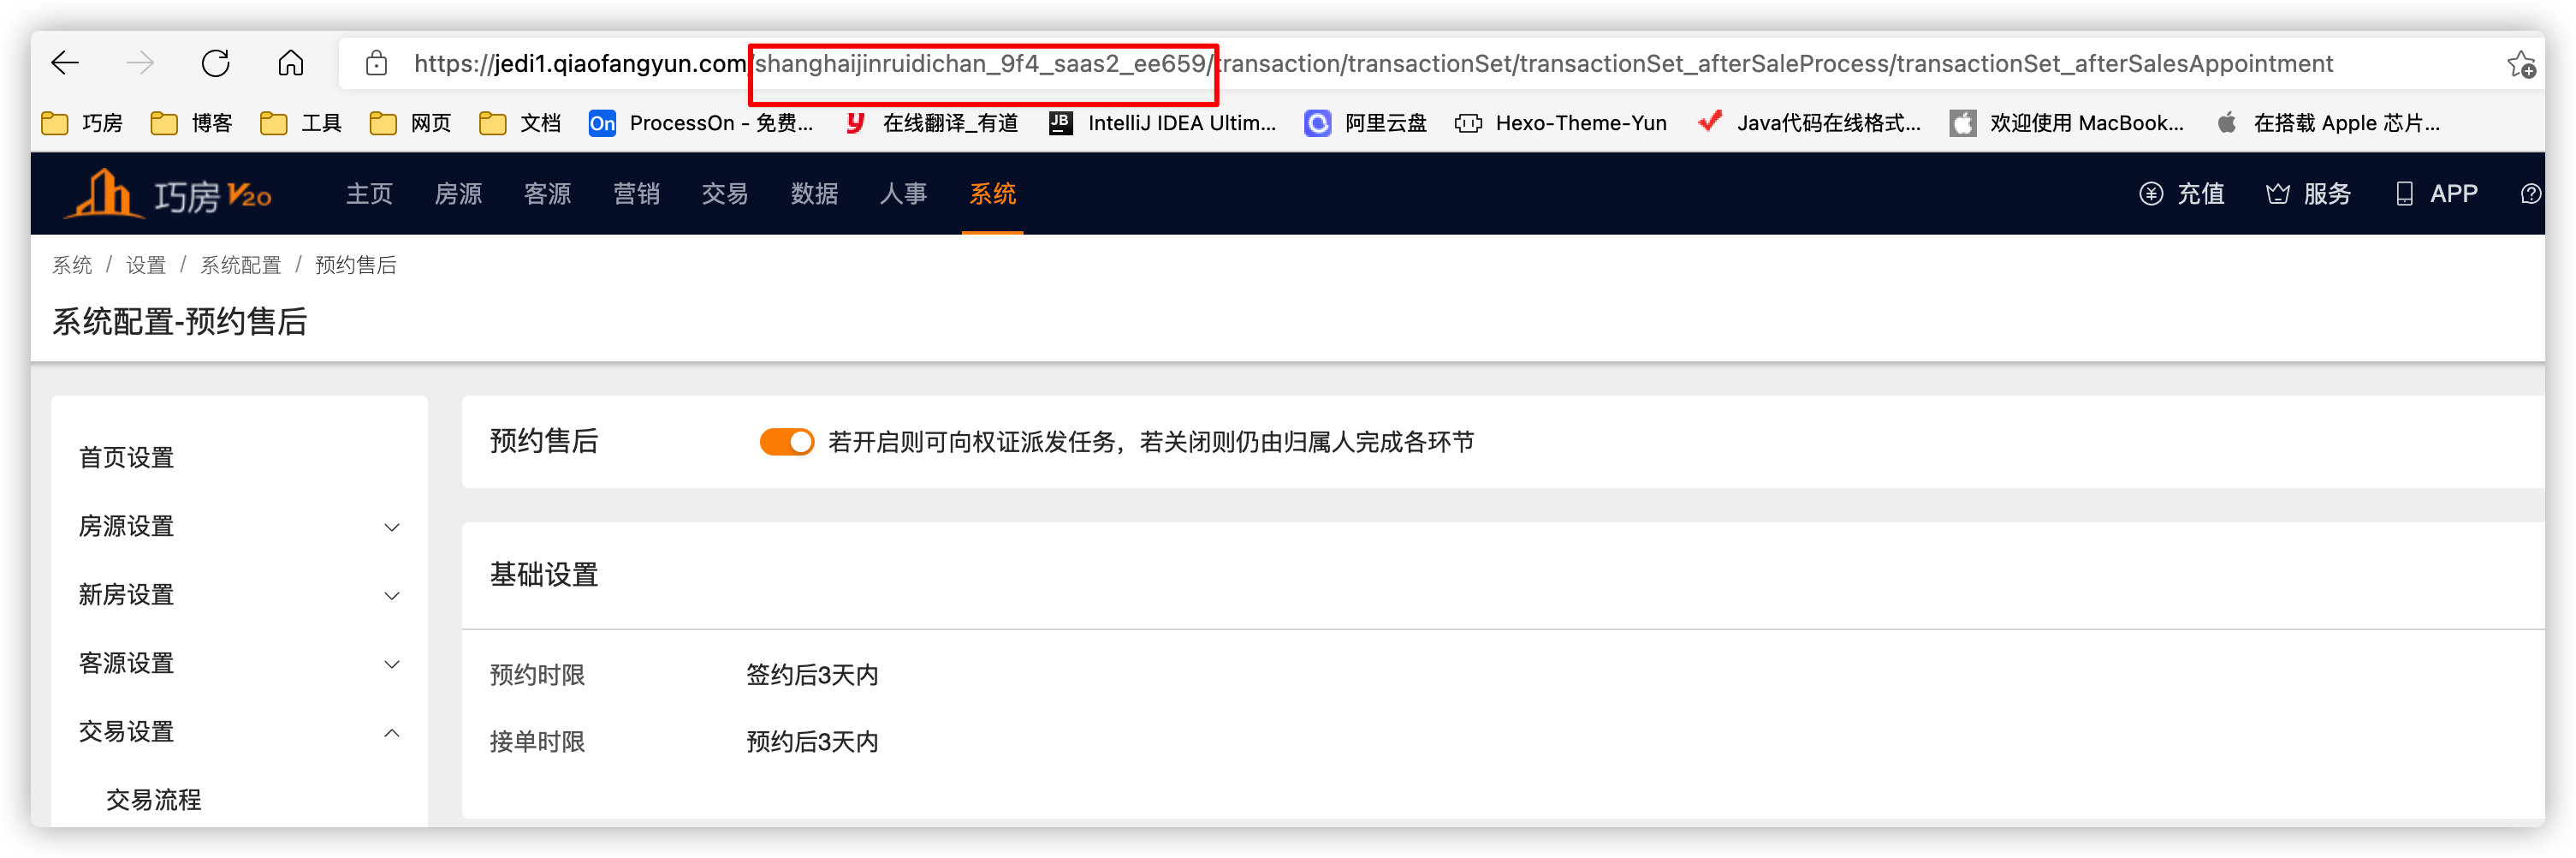 https://jedi1.qiaofangyun.com/shanghaijinruidichan_9f4_saas2_ee659/transaction/transactionSet/transactionSet_afterSaleProcess/transactionSet_afterSalesAppointment
巧房 博客 工具 网页 文档 On ProcessOn - 免费... y 在线翻译_有道 JB IntelliJ IDEA Ultim... 阿里云盘 Hexo-Theme-Yun Java代码在线格式... 欢迎使用 MacBook... 在搭载 Apple 芯片...
巧房 V20 主页 房源 客源 营销 交易 数据 人事 系统 充值 服务 APP
系统 / 设置 / 系统配置 / 预约售后
系统配置-预约售后
首页设置
房源设置
新房设置
客源设置
交易设置
交易流程
预约售后 若开启则可向权证派发任务，若关闭则仍由归属人完成各环节
基础设置
预约时限 签约后3天内
接单时限 预约后3天内